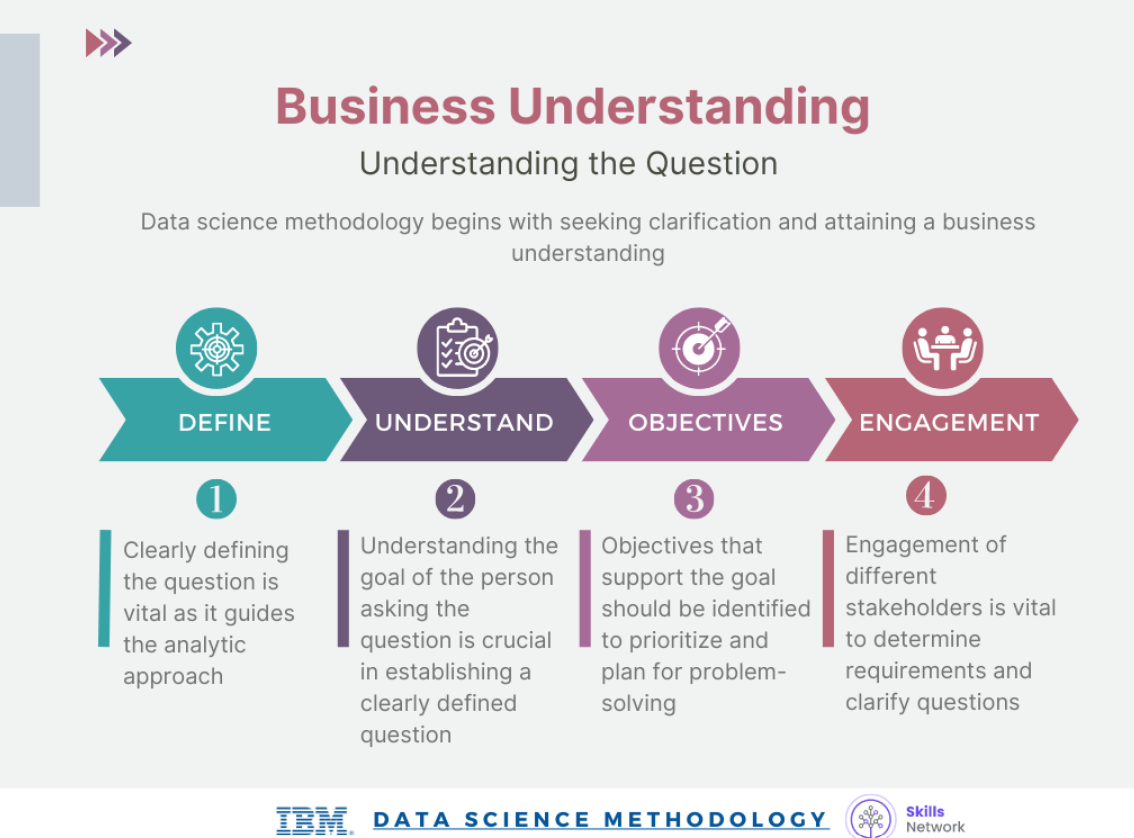 Business Understanding
Understanding the Question
Data science methodology begins with seeking clarification and attaining a business
understanding
DEFINE
UNDERSTAND
OBJECTIVES
ENGAGEMENT
1
Clearly defining
the question is
vital as it guides
the analytic
approach
2
Understanding the
goal of the person
asking the
question is crucial
in establishing a
clearly defined
question
3
Objectives that
support the goal
should be identified
to prioritize and
plan for problem-
solving
4
Engagement of
different
stakeholders is vital
to determine
requirements and
clarify questions
IBM.
DATA SCIENCE METHODOLOGY
Skills
Network